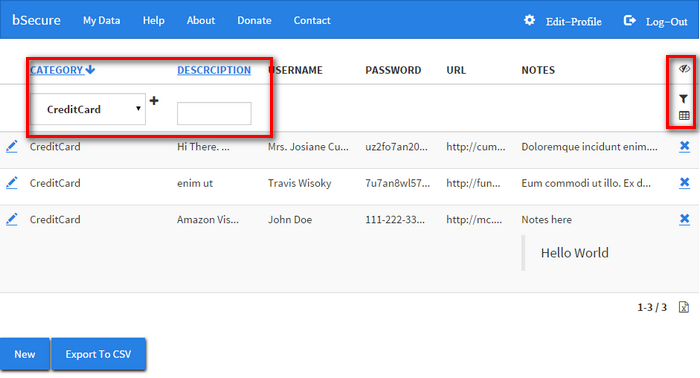 bSecure My Data Help About Donate Contact Edit-Profile Log-Out
CATEGORY DESCRCIPTION USERNAME PASSWORD URL NOTES
CreditCard
CreditCard Hi There. ... Mrs. Josiane Cu... uz2fo7an20... http://cum... Doloremque incidunt enim....
CreditCard enim ut Travis Wisoky 7u7an8wl57... http://fun... Eum commodi ut illo. Ex d...
CreditCard Amazon Vis... John Doe 111-222-33... http://mc.... Notes here
Hello World
1-3 / 3
New Export To CSV